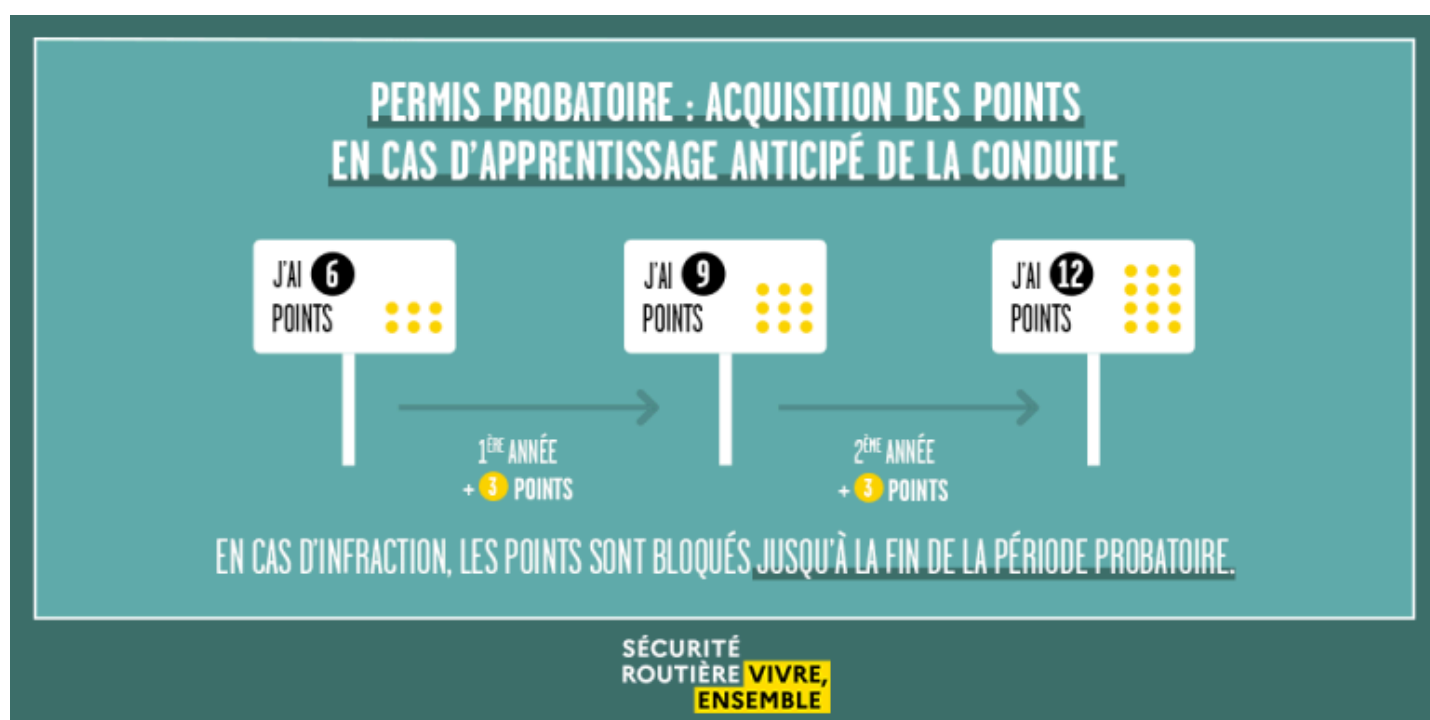 PERMIS PROBATOIRE : ACQUISITION DES POINTS
EN CAS D'APPRENTISSAGE ANTICIPÉ DE LA CONDUITE
J'AI 6
POINTS
J'AI 9
POINTS
J'AI 12
POINTS
1ÈRE ANNÉE
+ 3 POINTS
2ÈME ANNÉE
+ 3 POINTS
EN CAS D'INFRACTION, LES POINTS SONT BLOQUÉS JUSQU'À LA FIN DE LA PÉRIODE PROBATOIRE.
SÉCURITÉ
ROUTIÈRE VIVRE,
ENSEMBLE